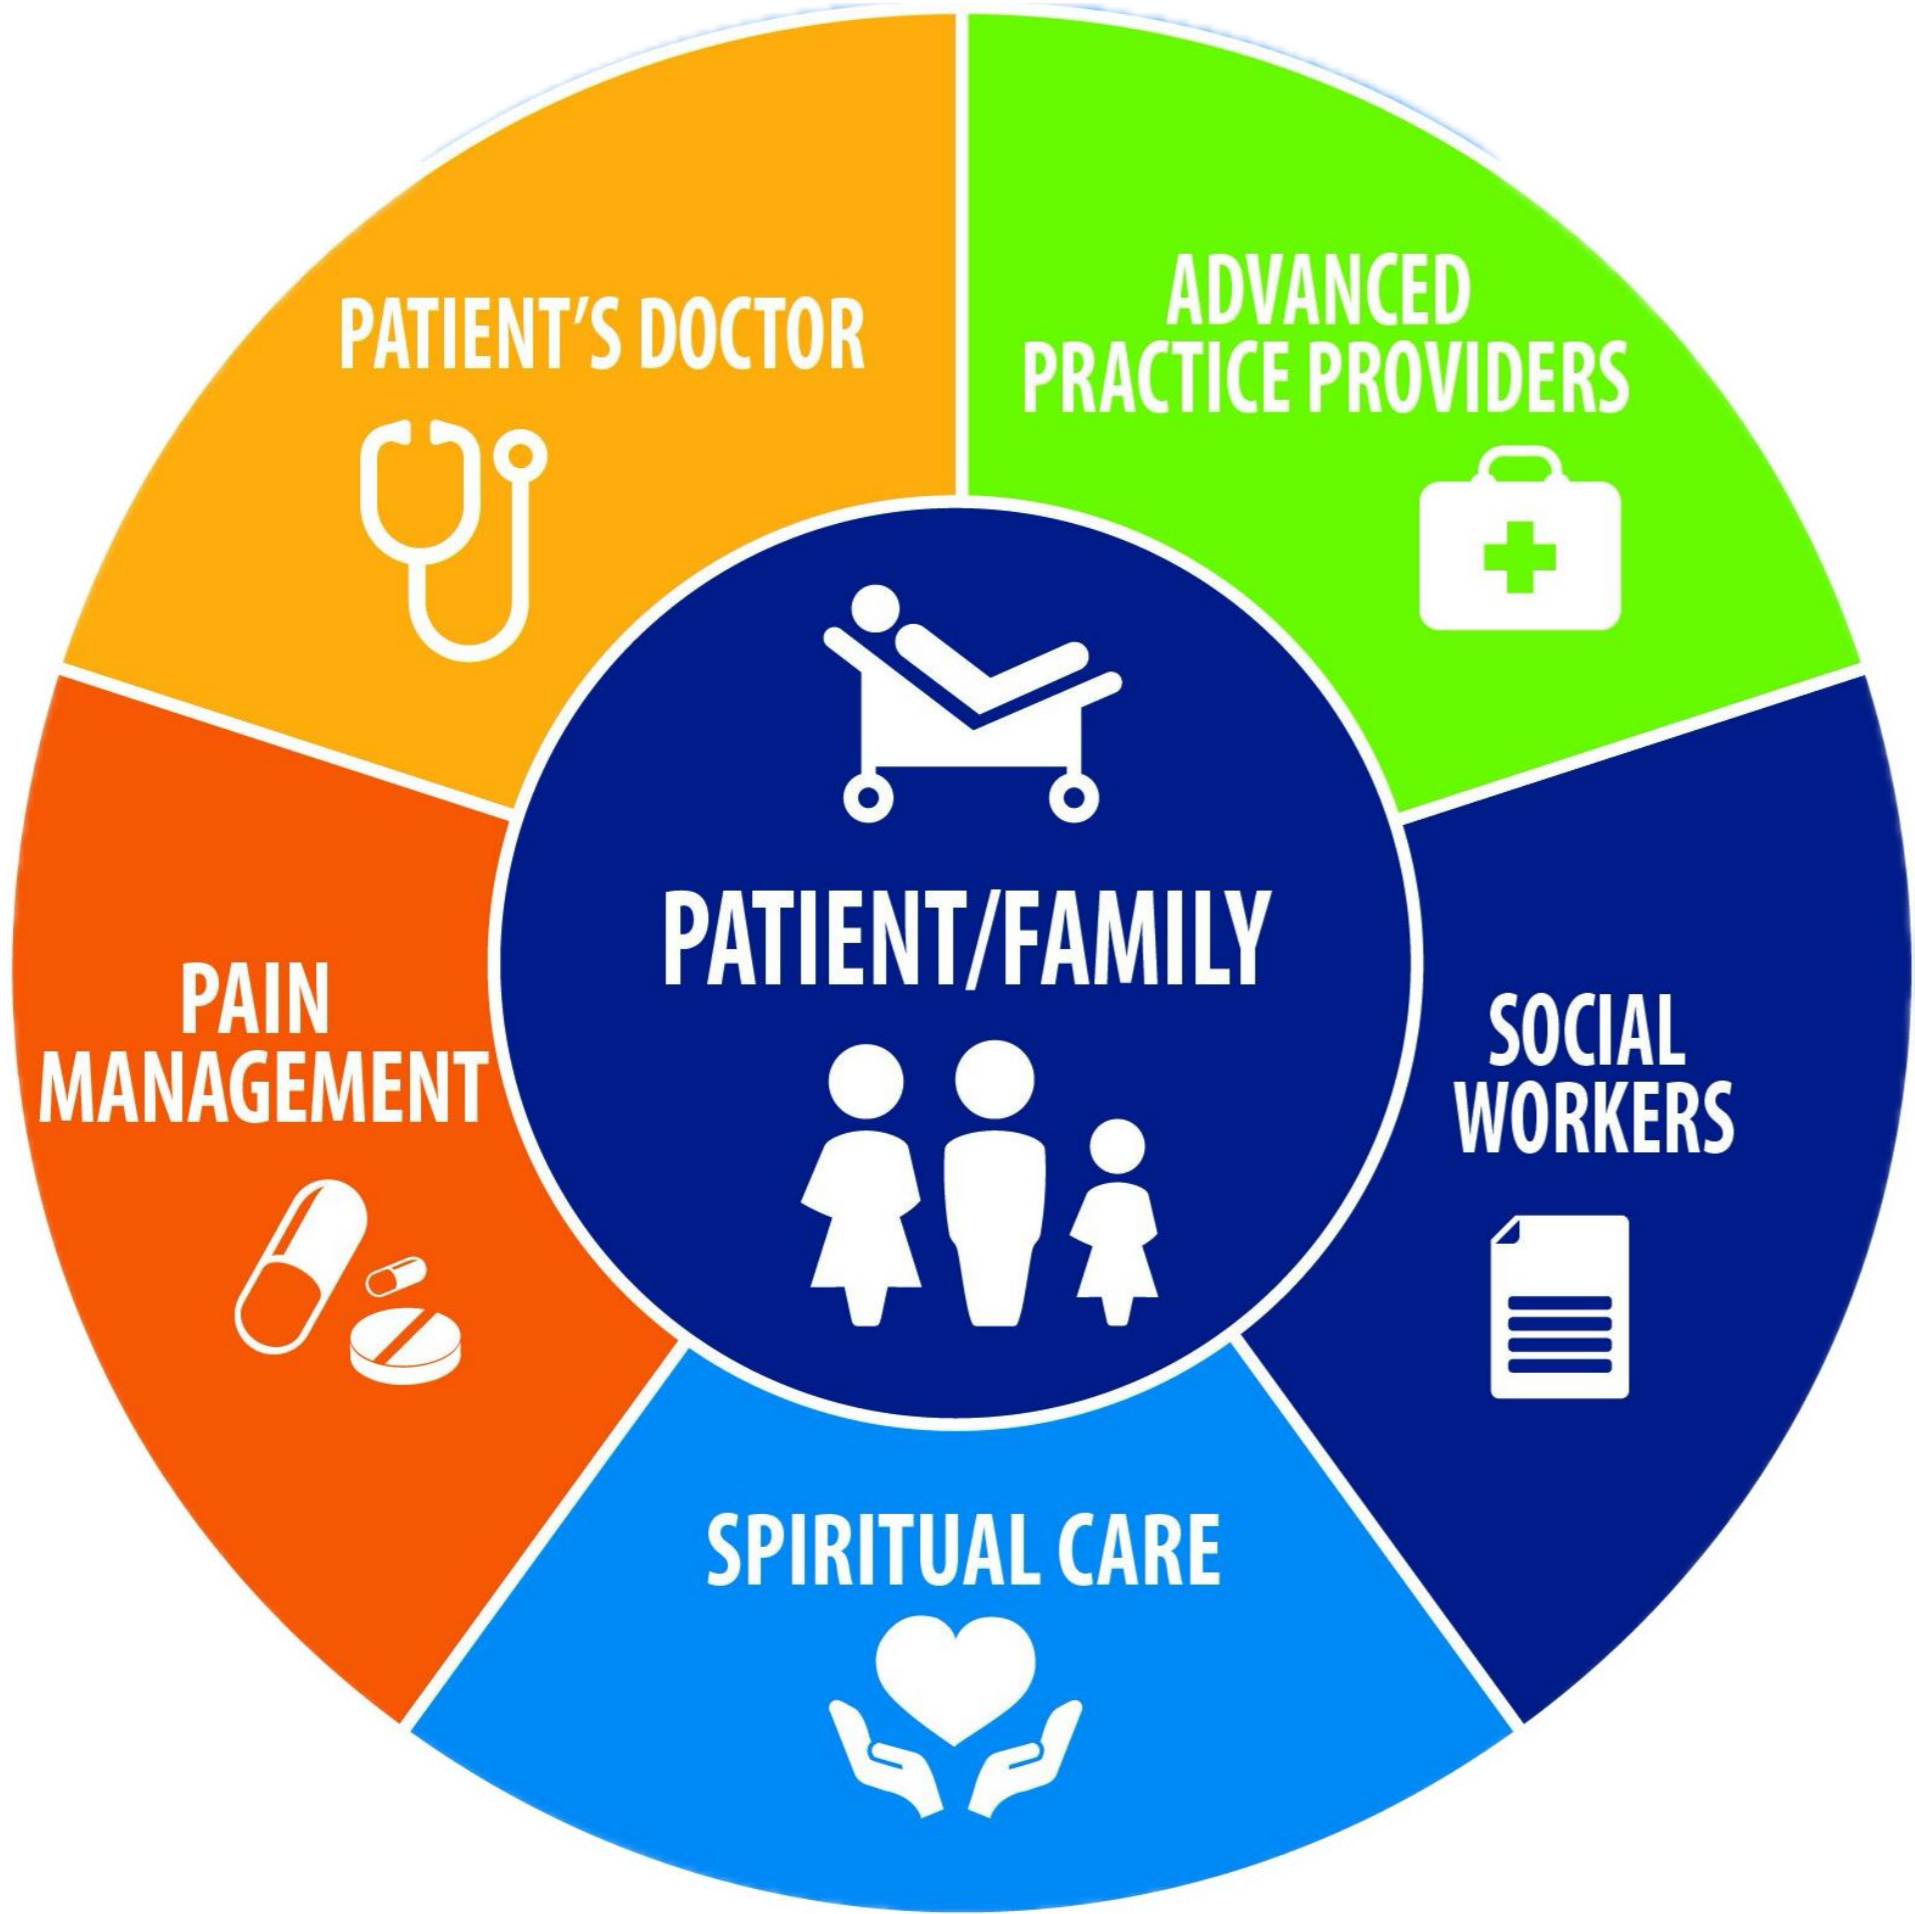 PATIENT'S DOCTOR
ADVANCED
PRACTICE PROVIDERS
PATIENT/FAMILY
PAIN
MANAGEMENT
SOCIAL
WORKERS
SPIRITUAL CARE